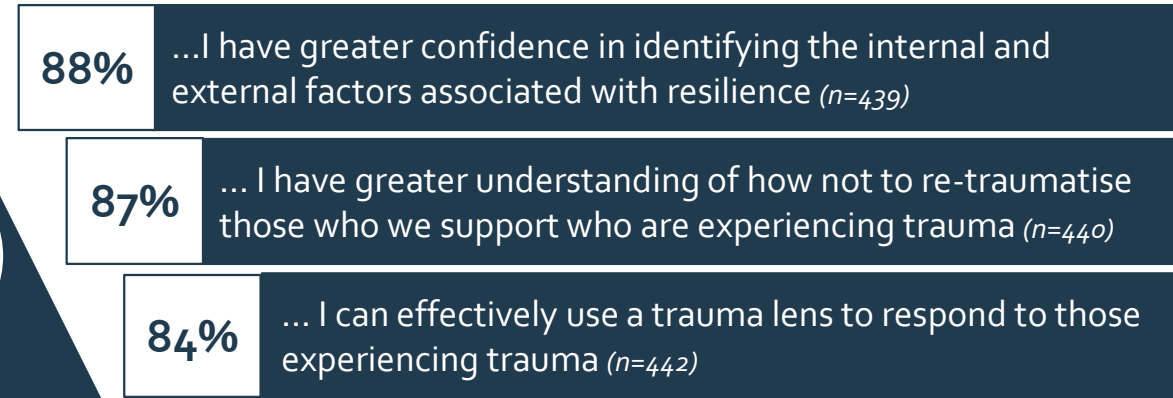 88%
...I have greater confidence in identifying the internal and
external factors associated with resilience (n=439)
87%
... I have greater understanding of how not to re-traumatise
those who we support who are experiencing trauma (n=440)
84%
... I can effectively use a trauma lens to respond to those
experiencing trauma (n=442)